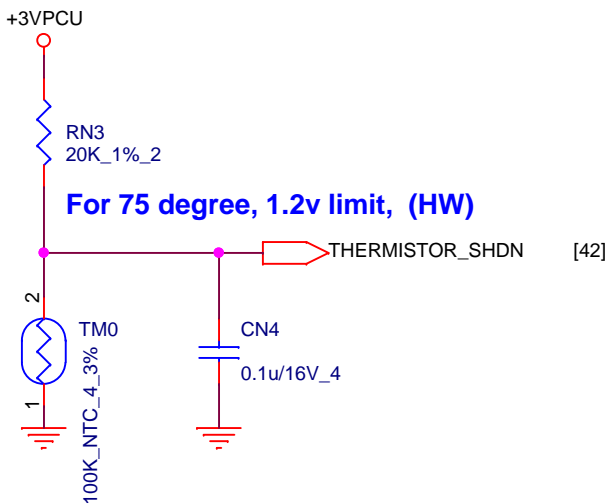 +3VPCU
RN3
20K_1%_2
For 75 degree, 1.2v limit, (HW)
THERMISTOR_SHDN [42]
2
TM0
1
100K_NTC_4_3%
CN4
0.1u/16V_4